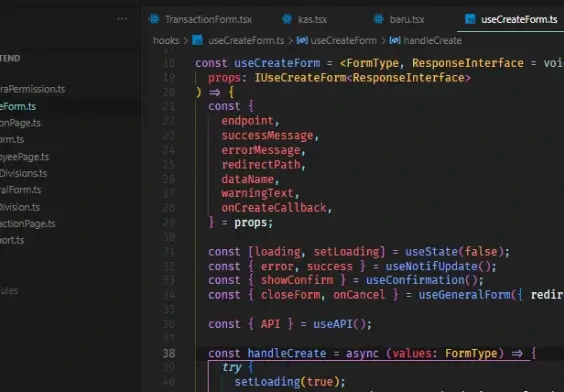 TransactionForm.tsx kas.tsx baru.tsx useCreateForm.ts
hooks > useCreateForm.ts > useCreateForm > handleCreate
TEND
raPermission.ts
eForm.ts
onPage.ts
orm.ts
oyeePage.ts
Divisions.ts
ralForm.ts
Division.ts
actionPage.ts
port.ts
ules
18 const useCreateForm = <FormType, ResponseInterface = voi
19 props: IUseCreateForm<ResponseInterface>
20 ) => {
21 const {
22 endpoint,
23 successMessage,
24 errorMessage,
25 redirectPath,
26 dataName,
27 warningText,
28 onCreateCallback,
29 } = props;
30
31 const [loading, setLoading] = useState(false);
32 const { error, success } = useNotifUpdate();
33 const { showConfirm } = useConfirmation();
34 const { closeForm, onCancel } = useGeneralForm({ redir
35
36 const { API } = useAPI();
37
38 const handleCreate = async (values: FormType) => {
39 try {
40 setLoading(true);